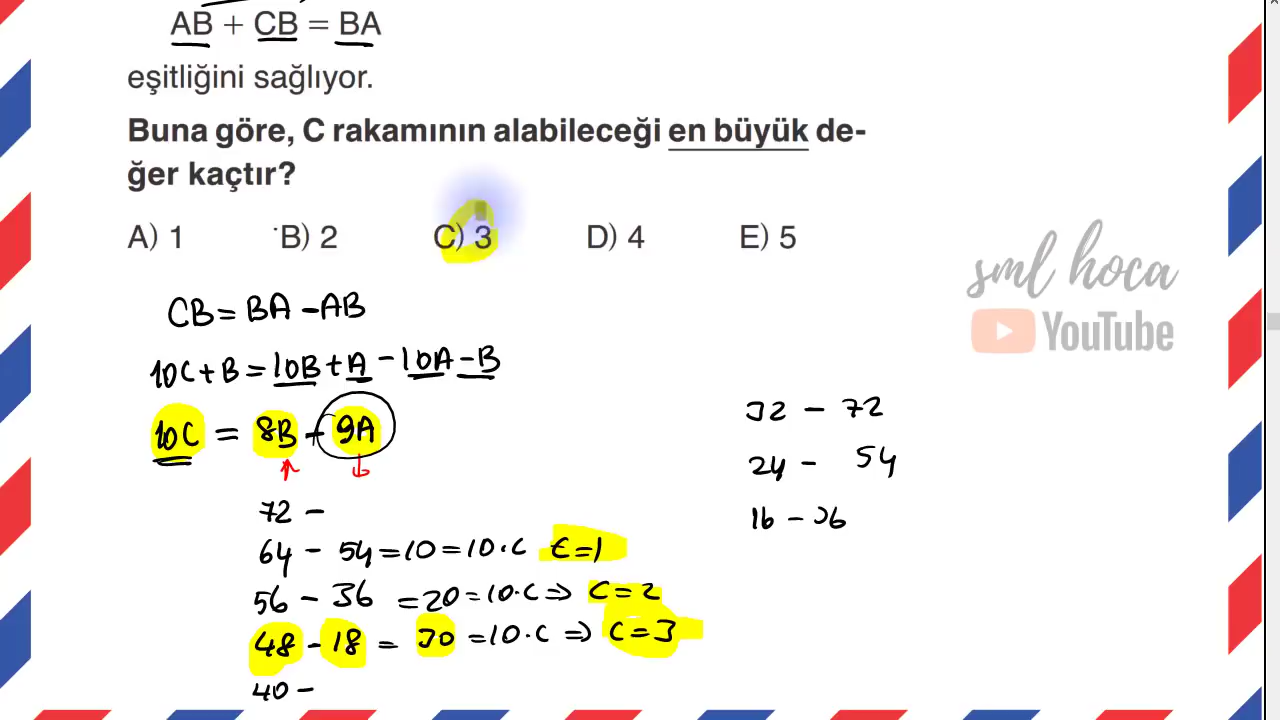 AB + CB = BA
eşitliğini sağlıyor.
Buna göre, C rakamının alabileceği en büyük de-
ğer kaçtır?
A) 1 B) 2 C) 3 D) 4 E) 5
sml hoca
YouTube
CB = BA - AB
10C + B = 10B + A - 10A - B
10C = 8B - 9A
72 -
64 - 54 = 10 = 10.C C = 1
56 - 36 = 20 = 10.C ⇒ C = 2
48 - 18 = 30 = 10.C ⇒ C = 3
40 -
32 - 72
24 - 54
16 - 36